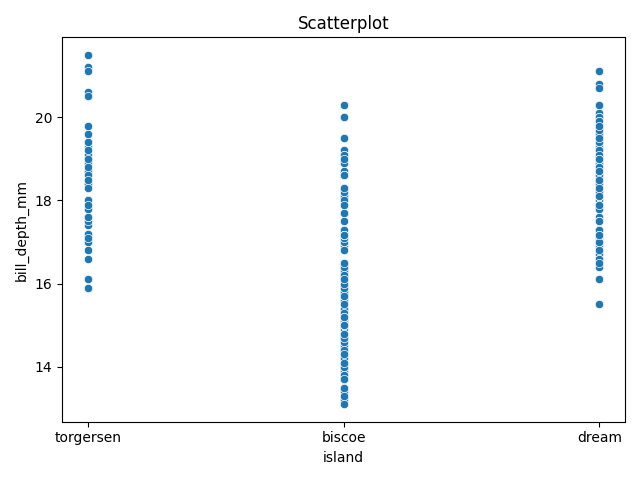 Scatterplot
bill_depth_mm
20
18
16
14
torgersen
biscoe
dream
island